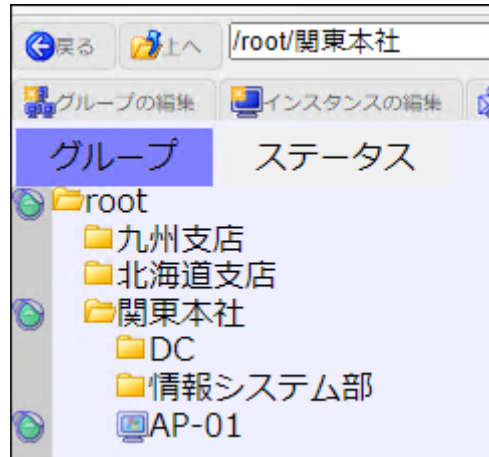 戻る 上へ /root/関東本社
グループの編集 インスタンスの編集
グループ ステータス
root
九州支店
北海道支店
関東本社
DC
情報システム部
AP-01